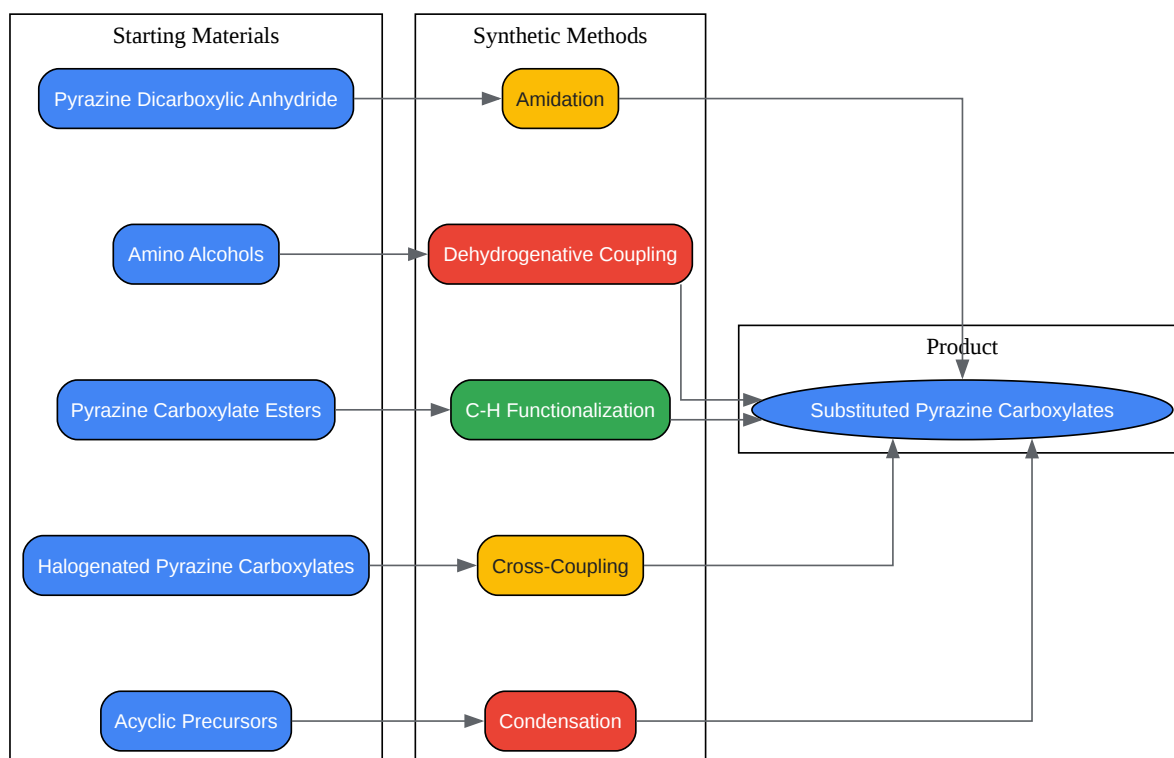 Starting Materials
Synthetic Methods
Pyrazine Dicarboxylic Anhydride
Amidation
Amino Alcohols
Dehydrogenative Coupling
Product
Pyrazine Carboxylate Esters
C-H Functionalization
Substituted Pyrazine Carboxylates
Halogenated Pyrazine Carboxylates
Cross-Coupling
Acyclic Precursors
Condensation